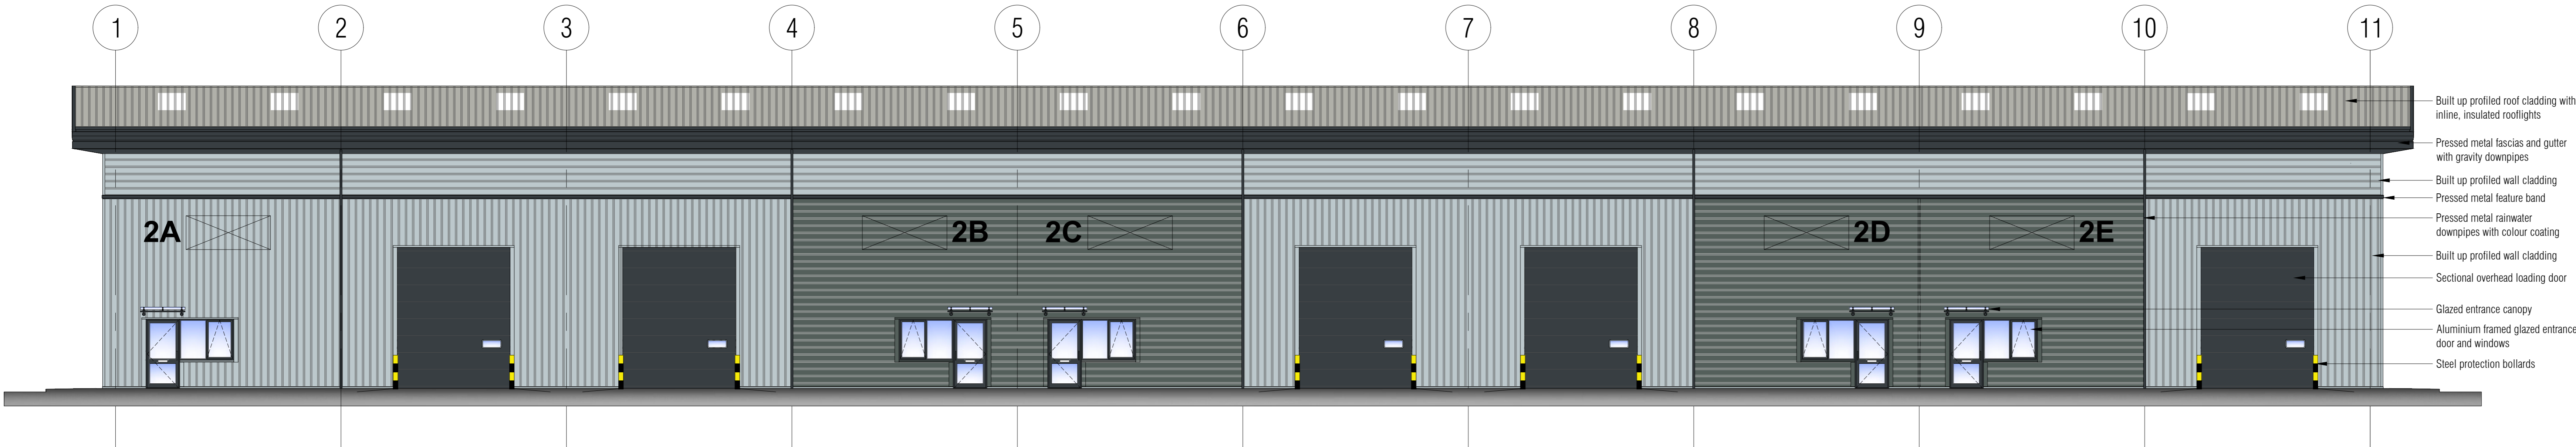 1 2 3 4 5 6 7 8 9 10 11
Built up profiled roof cladding with
inline, insulated rooflights
Pressed metal fascias and gutter
with gravity downpipes
Built up profiled wall cladding
Pressed metal feature band
2A 2B 2C 2D 2E
Pressed metal rainwater
downpipes with colour coating
Built up profiled wall cladding
Sectional overhead loading door
Glazed entrance canopy
Aluminium framed glazed entrance
door and windows
Steel protection bollards